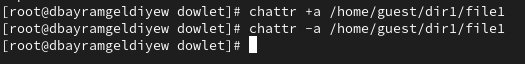 [root@dbayramgeldiyew dowlet]# chattr +a /home/guest/dir1/file1
[root@dbayramgeldiyew dowlet]# chattr -a /home/guest/dir1/file1
[root@dbayramgeldiyew dowlet]#